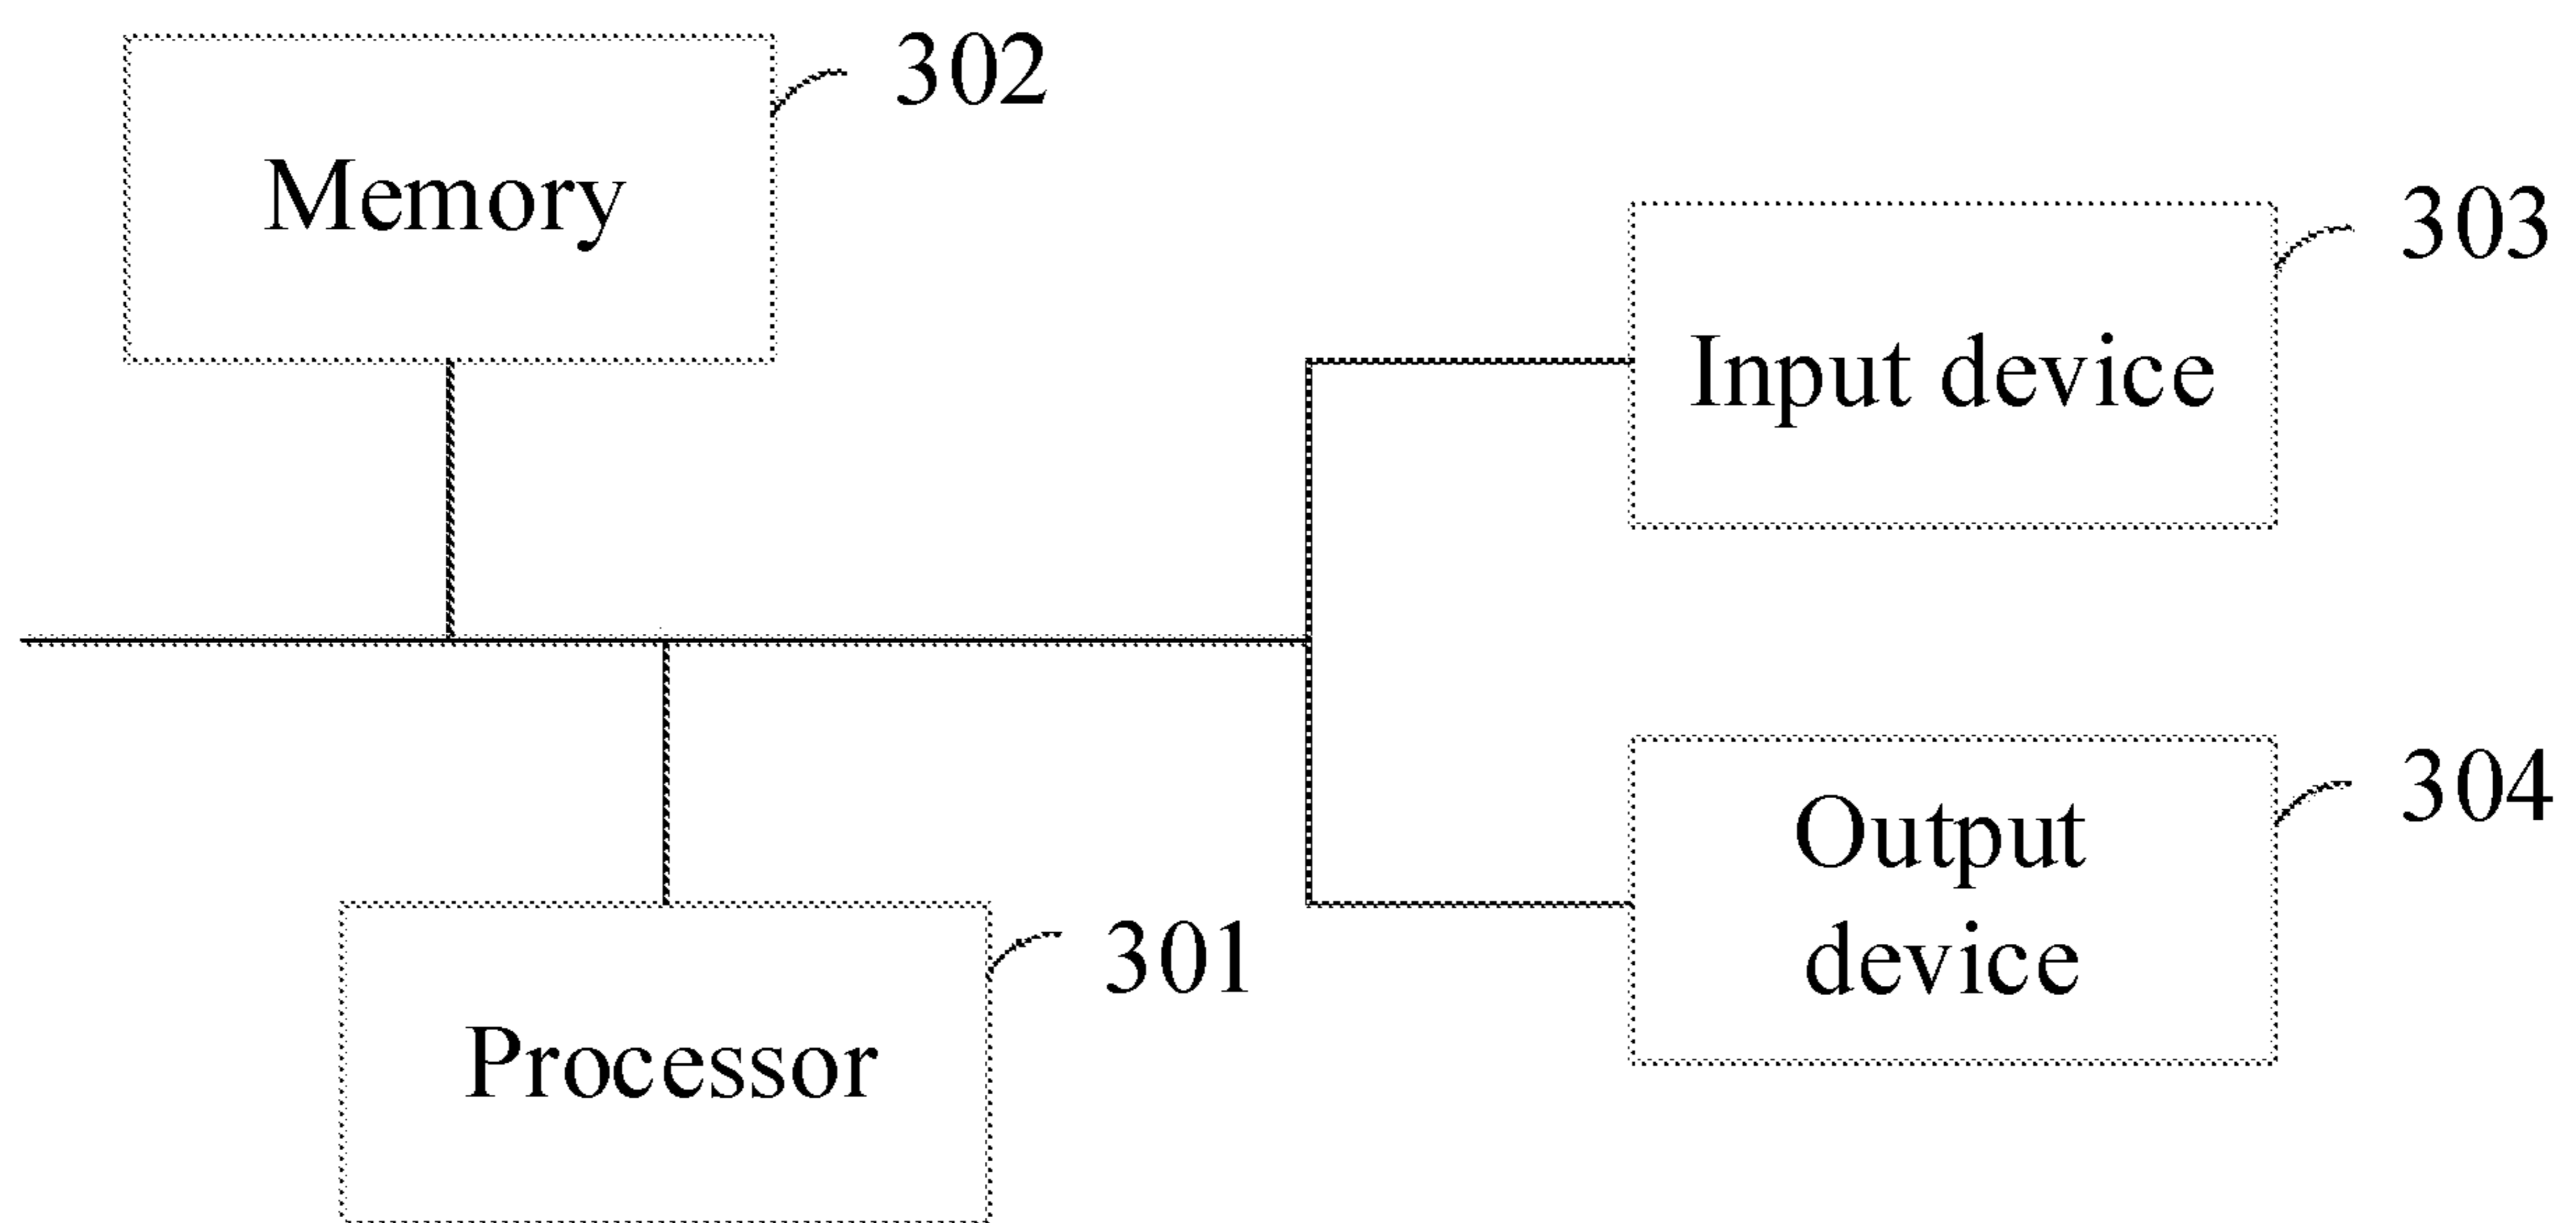 302
Memory
303
Input device
304
Output
device
301
Processor